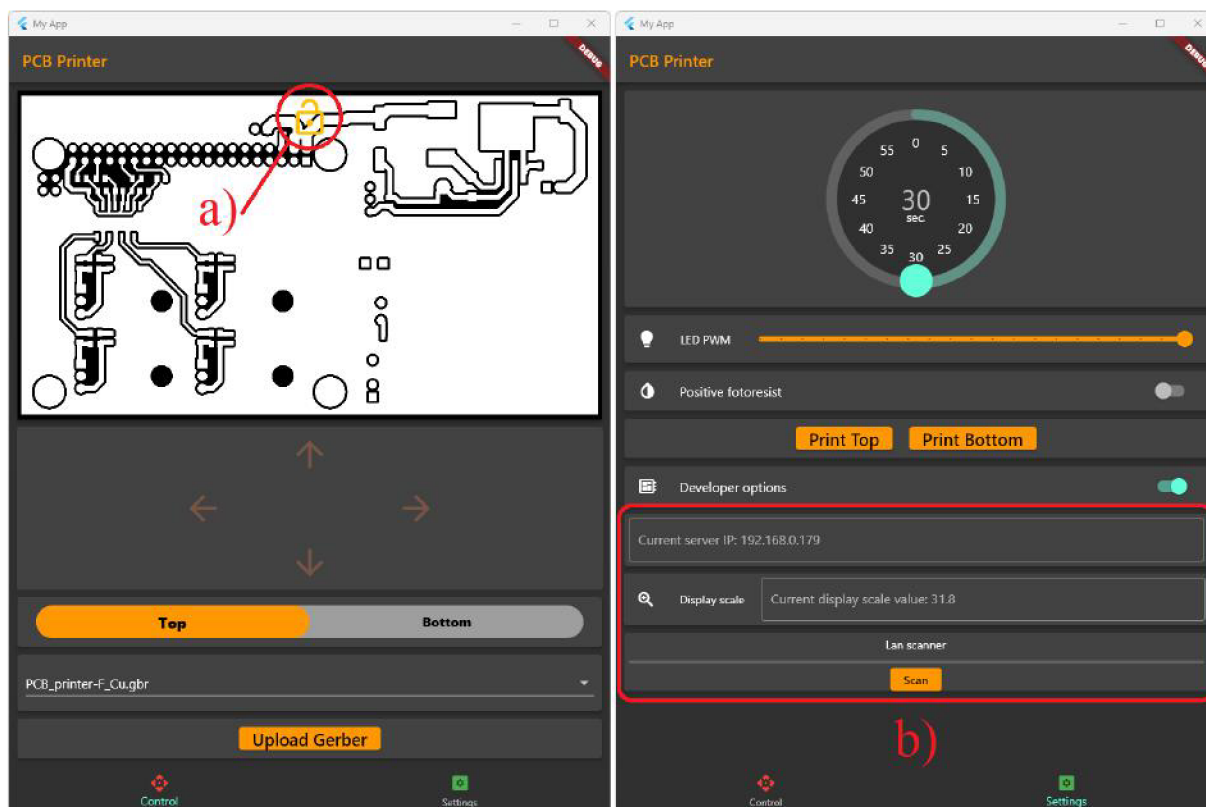 My App
PCB Printer
DEBUG
a)
Top
Bottom
PCB_printer-F_Cu.gbr
Upload Gerber
Control
Settings
My App
PCB Printer
DEBUG
0
5
10
15
20
25
30
35
40
45
50
55
30
sec.
LED PWM
Positive fotoresist
Print Top
Print Bottom
Developer options
Current server IP: 192.168.0.179
Display scale
Current display scale value: 31.8
Lan scanner
Scan
b)
Control
Settings